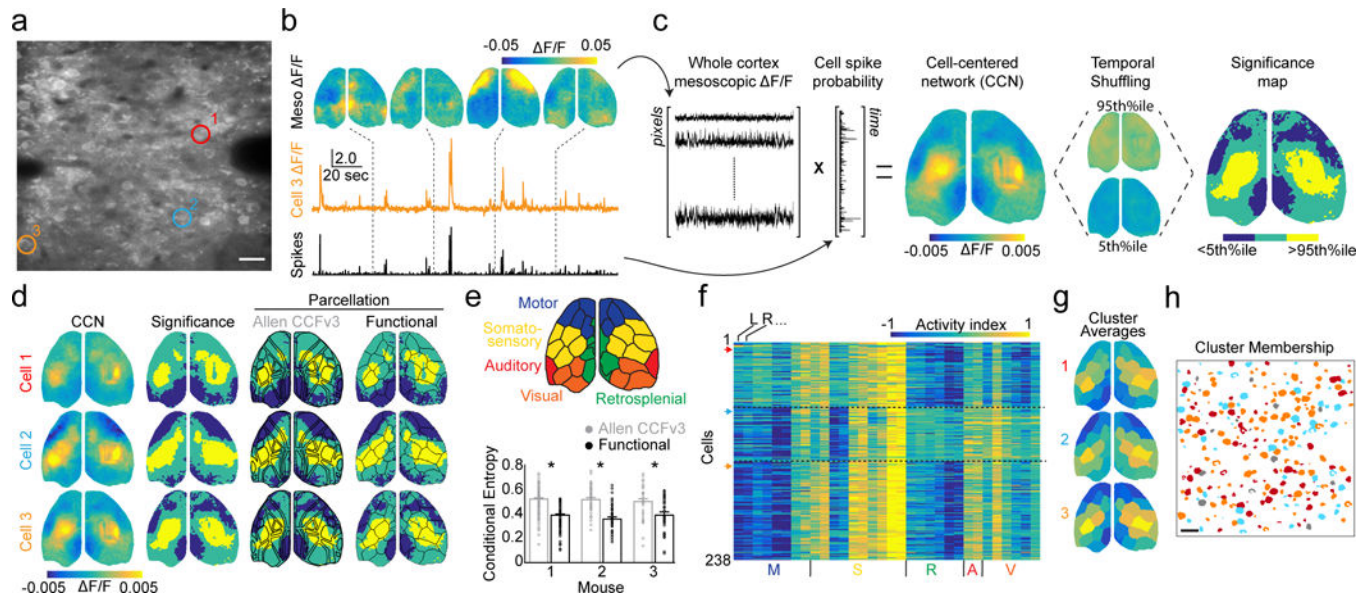 a
1
2
3
b
-0.05 ΔF/F 0.05
Meso ΔF/F
Cell 3 ΔF/F
2.0
20 sec
Spikes
c
Whole cortex
mesoscopic ΔF/F
pixels
Cell spike
probability
time
X
=
Cell-centered
network (CCN)
-0.005 ΔF/F 0.005
Temporal
Shuffling
95th%ile
5th%ile
Significance
map
<5th%ile >95th%ile
d
CCN
Significance
Parcellation
Allen CCFv3
Functional
Cell 1
Cell 2
Cell 3
-0.005 ΔF/F 0.005
e
Motor
Somato-
sensory
Auditory
Visual
Retrosplenial
Allen CCFv3
Functional
Conditional Entropy
0.8
0.6
0.4
0.2
0
* * *
1 2 3
Mouse
f
L R...
-1 Activity index 1
1
Cells
238
M S R A V
g
Cluster
Averages
1
2
3
h
Cluster Membership